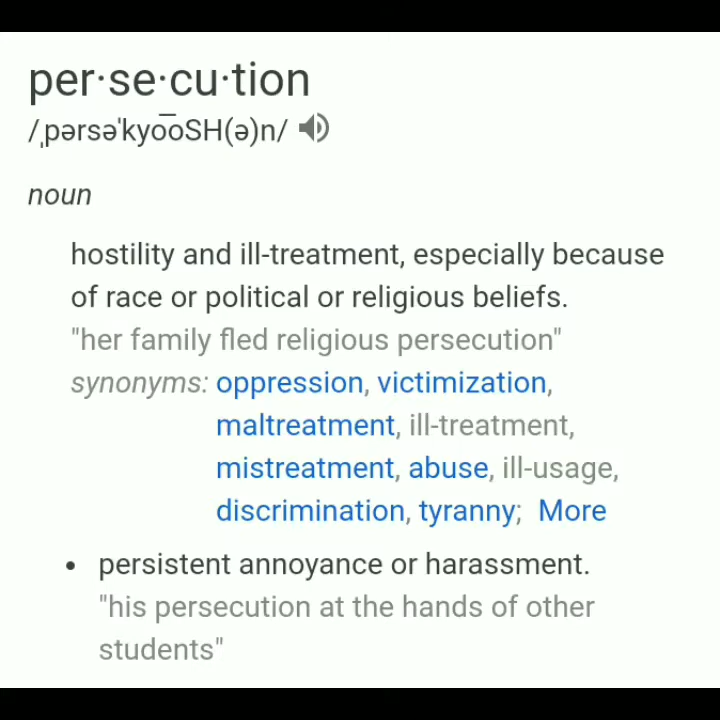 per·se·cu·tion
/ˌpərsəˈkyo͞oSH(ə)n/
noun
hostility and ill-treatment, especially because
of race or political or religious beliefs.
"her family fled religious persecution"
synonyms: oppression, victimization,
maltreatment, ill-treatment,
mistreatment, abuse, ill-usage,
discrimination, tyranny; More
• persistent annoyance or harassment.
"his persecution at the hands of other
students"